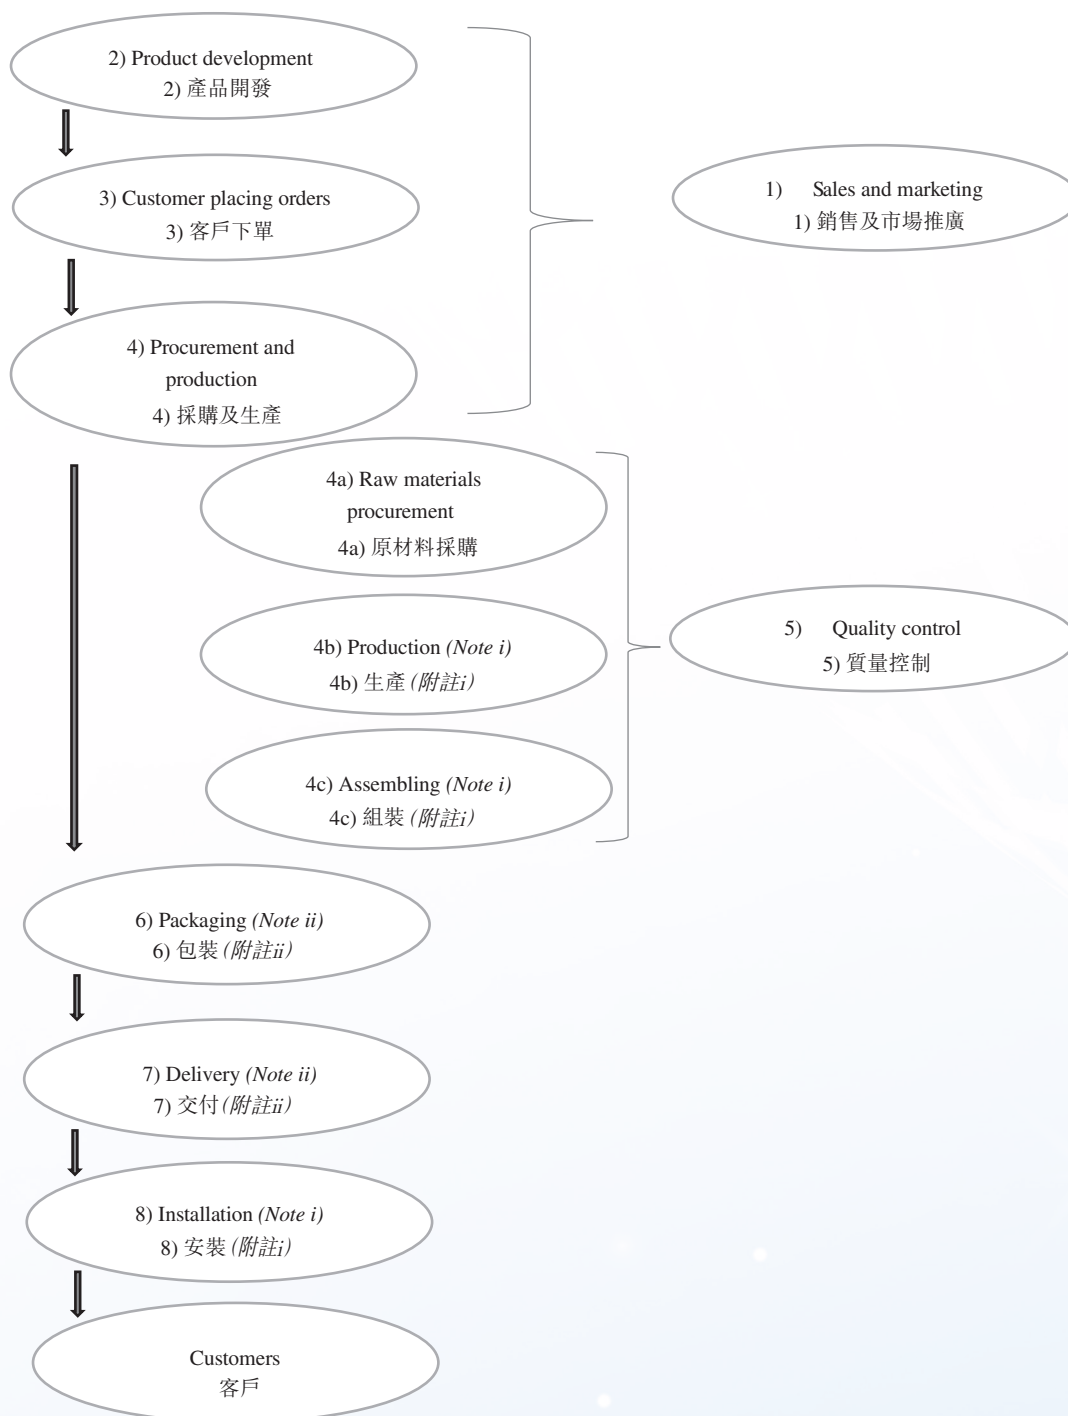 2) Product development
2) 產品開發
3) Customer placing orders
3) 客戶下單
1) Sales and marketing
1) 銷售及市場推廣
4) Procurement and
production
4) 採購及生產
4a) Raw materials
procurement
4a) 原材料採購
4b) Production (Note i)
4b) 生產 (附註i)
4c) Assembling (Note i)
4c) 組裝 (附註i)
5) Quality control
5) 質量控制
6) Packaging (Note ii)
6) 包裝 (附註ii)
7) Delivery (Note ii)
7) 交付 (附註ii)
8) Installation (Note i)
8) 安裝 (附註i)
Customers
客戶